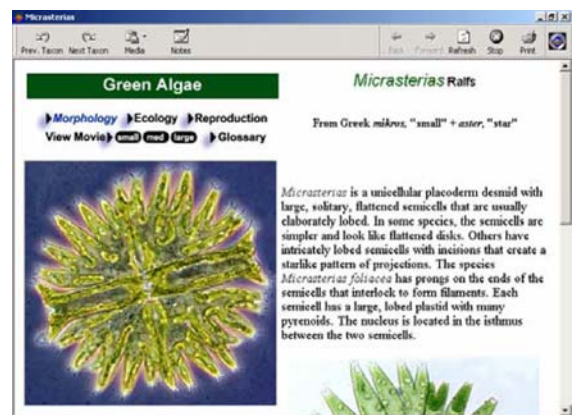 Micrasterias
Prev. Taxon Next Taxon Media Notes Back Forward Refresh Stop Print
Green Algae
Morphology Ecology Reproduction
View Movie small med large Glossary
Micrasterias Ralfs
From Greek mikros, "small" + aster, "star"
Micrasterias is a unicellular placoderm desmid with
large, solitary, flattened semicells that are usually
elaborately lobed. In some species, the semicells are
simpler and look like flattened disks. Others have
intricately lobed semicells with incisions that create a
starlike pattern of projections. The species
Micrasterias foliacea has prongs on the ends of the
semicells that interlock to form filaments. Each
semicell has a large, lobed plastid with many
pyrenoids. The nucleus is located in the isthmus
between the two semicells.